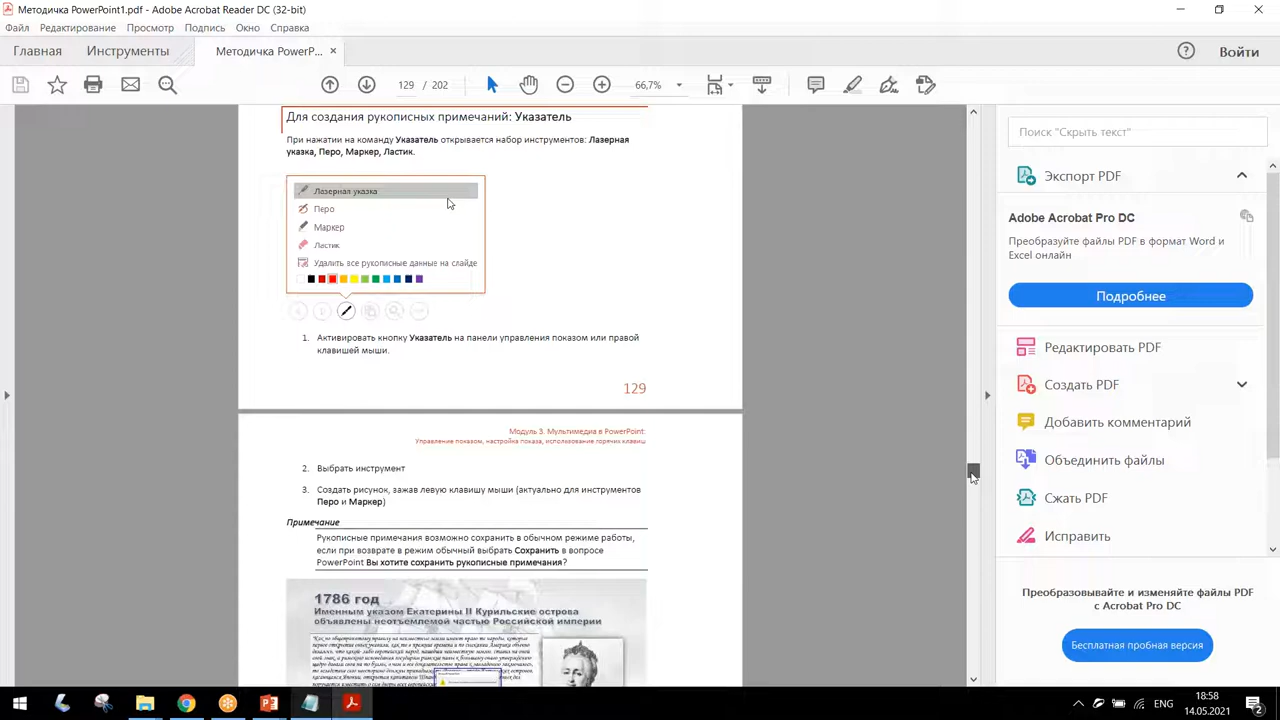 Методичка PowerPoint1.pdf - Adobe Acrobat Reader DC (32-bit)
Файл Редактирование Просмотр Подпись Окно Справка
Главная Инструменты Методичка PowerP... × Войти
129 / 202 66,7%
Для создания рукописных примечаний: Указатель
При нажатии на команду Указатель открывается набор инструментов: Лазерная
указка, Перо, Маркер, Ластик.
Лазерная указка
Перо
Маркер
Ластик
Удалить все рукописные данные на слайде
1. Активировать кнопку Указатель на панели управления показом или правой
клавишей мыши.
129
Модуль 3. Мультимедиа в PowerPoint:
Управление показом, настройка показа, использование горячих клавиш
2. Выбрать инструмент
3. Создать рисунок, зажав левую клавишу мыши (актуально для инструментов
Перо и Маркер)
Примечание
Рукописные примечания возможно сохранить в обычном режиме работы,
если при возврате в режим обычный выбрать Сохранить в вопросе
PowerPoint Вы хотите сохранить рукописные примечания?
1786 год
Именным указом Екатерины II Курильские острова
объявлены неотъемлемой частью Российской империи
Поиск "Скрыть текст"
Экспорт PDF
Adobe Acrobat Pro DC
Преобразуйте файлы PDF в формат Word и
Excel онлайн
Подробнее
Редактировать PDF
Создать PDF
Добавить комментарий
Объединить файлы
Сжать PDF
Исправить
Преобразовывайте и изменяйте файлы PDF
с Acrobat Pro DC
Бесплатная пробная версия
ENG
18:58
14.05.2021
2